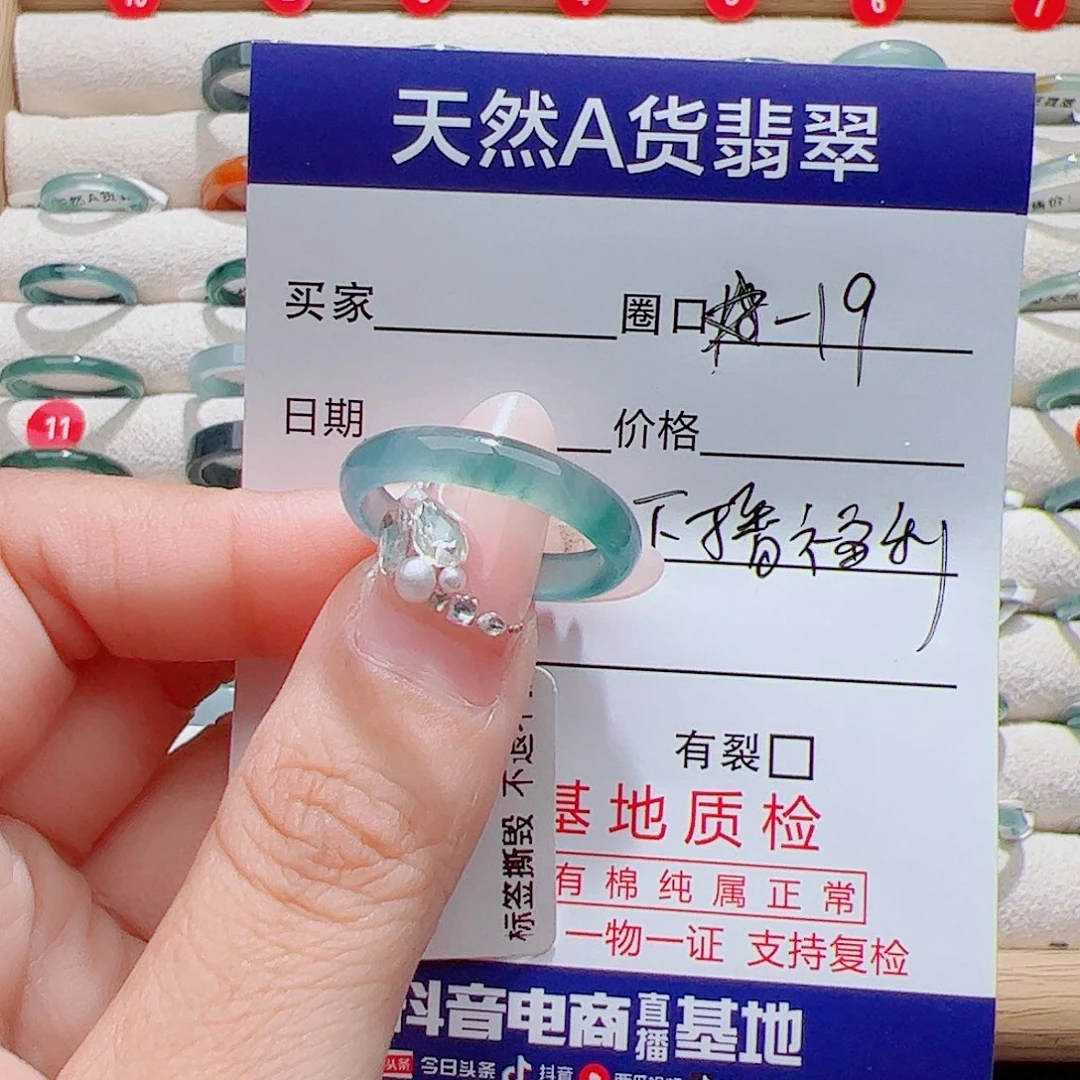 11
天然A货翡翠
买家
圈口 -19
日期
价格
下播福利
有裂□
基地质检
有棉纯属正常
一物一证 支持复检
标签撕毁 不退
抖音电商直播基地
头条 今日头条 抖音